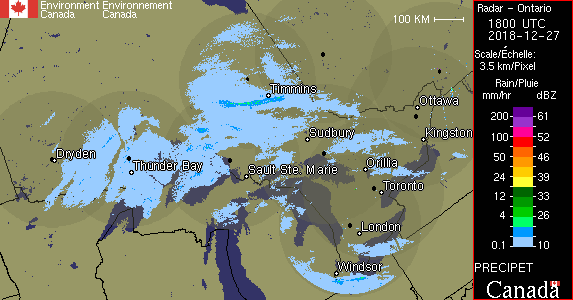 Environment Environnement
Canada Canada
100 KM
Timmins
Ottawa
Sudbury
Kingston
Dryden
Thunder Bay
Sault Ste. Marie
Orillia
Toronto
London
Windsor
Radar - Ontario
1800 UTC
2018-12-27
Scale/Échelle:
3.5 km/Pixel
Rain/Pluie
mm/hr dBZ
200 61
100 52
50 46
24 39
12 33
4 26
1 20
0.1 10
PRECIPET
Canada